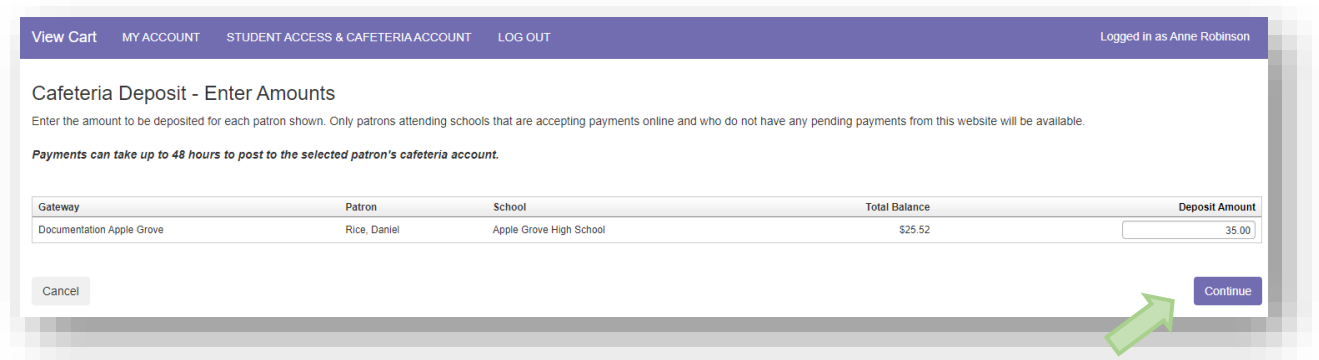 View Cart MY ACCOUNT STUDENT ACCESS & CAFETERIA ACCOUNT LOG OUT Logged in as Anne Robinson
Cafeteria Deposit - Enter Amounts
Enter the amount to be deposited for each patron shown. Only patrons attending schools that are accepting payments online and who do not have any pending payments from this website will be available.
Payments can take up to 48 hours to post to the selected patron's cafeteria account.
Gateway Patron School Total Balance Deposit Amount
Documentation Apple Grove Rice, Daniel Apple Grove High School $25.52 35.00
Cancel Continue